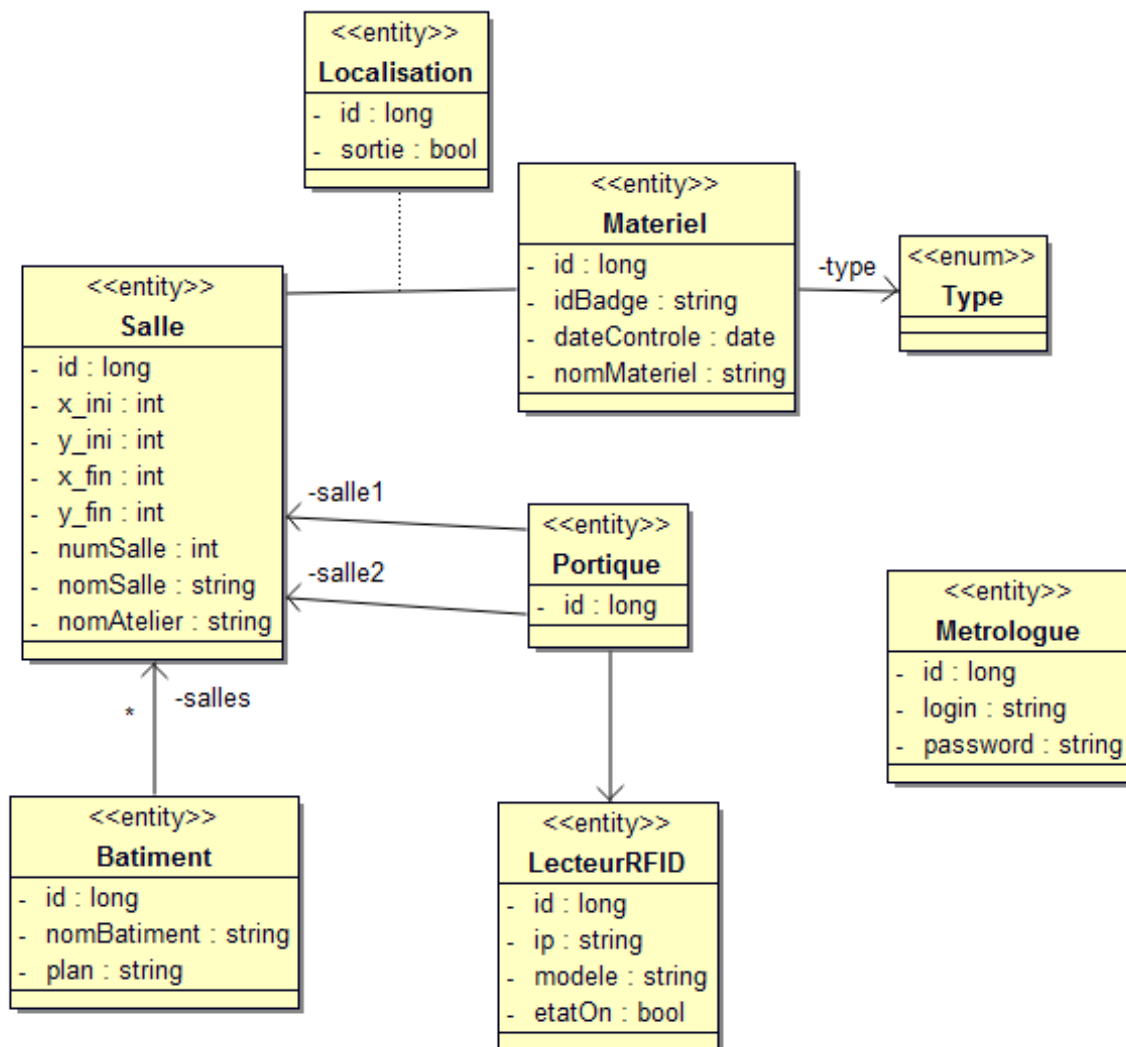 <<entity>>
Localisation
- id : long
- sortie : bool
<<entity>>
Materiel
- id : long
- idBadge : string
- dateControle : date
- nomMateriel : string
-type
<<enum>>
Type
<<entity>>
Salle
- id : long
- x_ini : int
- y_ini : int
- x_fin : int
- y_fin : int
- numSalle : int
- nomSalle : string
- nomAtelier : string
-salle1
-salle2
<<entity>>
Portique
- id : long
<<entity>>
Metrologue
- id : long
- login : string
- password : string
*
-salles
<<entity>>
Batiment
- id : long
- nomBatiment : string
- plan : string
<<entity>>
LecteurRFID
- id : long
- ip : string
- modele : string
- etatOn : bool